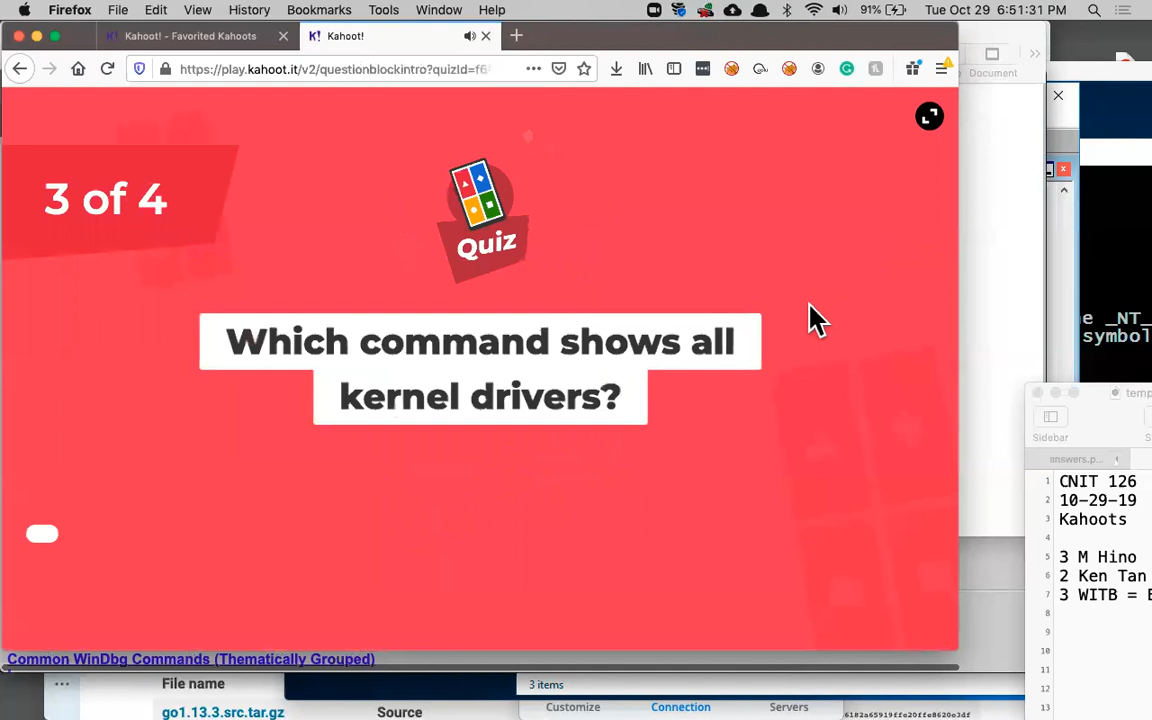 Firefox File Edit View History Bookmarks Tools Window Help 91% Tue Oct 29 6:51:31 PM
Kahoot! - Favorited Kahoots
K! Kahoot!
https://play.kahoot.it/v2/questionblockintro?quizId=f6
Document
3 of 4
Quiz
Which command shows all
kernel drivers?
e _NT_
symbol
temp
Sidebar
answers.p...
1 CNIT 126
2 10-29-19
3 Kahoots
4
5 3 M Hino
6 2 Ken Tan
7 3 WITB =
8
9
10
11
12
13
Common WinDbg Commands (Thematically Grouped)
File name
3 items
go1.13.3.src.tar.gz
Source
Customize
Connection
Servers
6182a65919ffe20ffe8620e3df